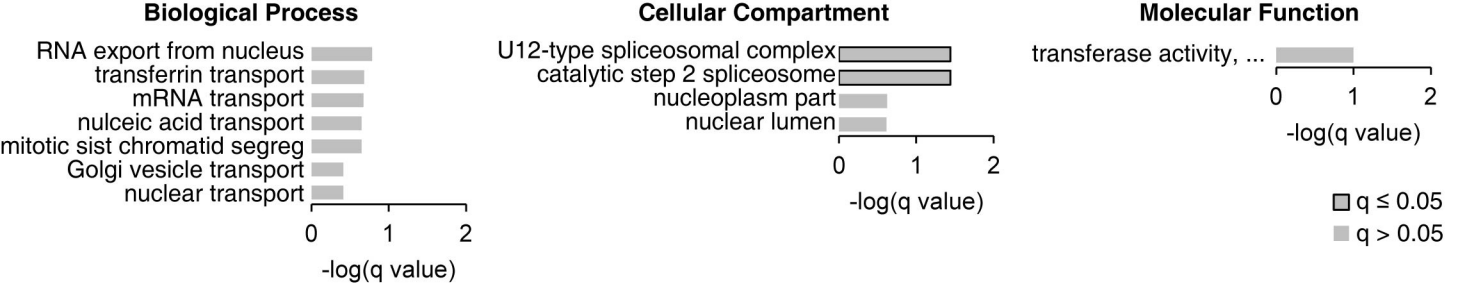 Biological Process
RNA export from nucleus
transferrin transport
mRNA transport
nulceic acid transport
mitotic sist chromatid segreg
Golgi vesicle transport
nuclear transport
0 1 2
-log(q value)
Cellular Compartment
U12-type spliceosomal complex
catalytic step 2 spliceosome
nucleoplasm part
nuclear lumen
0 1 2
-log(q value)
Molecular Function
transferase activity, ...
0 1 2
-log(q value)
q ≤ 0.05
q > 0.05